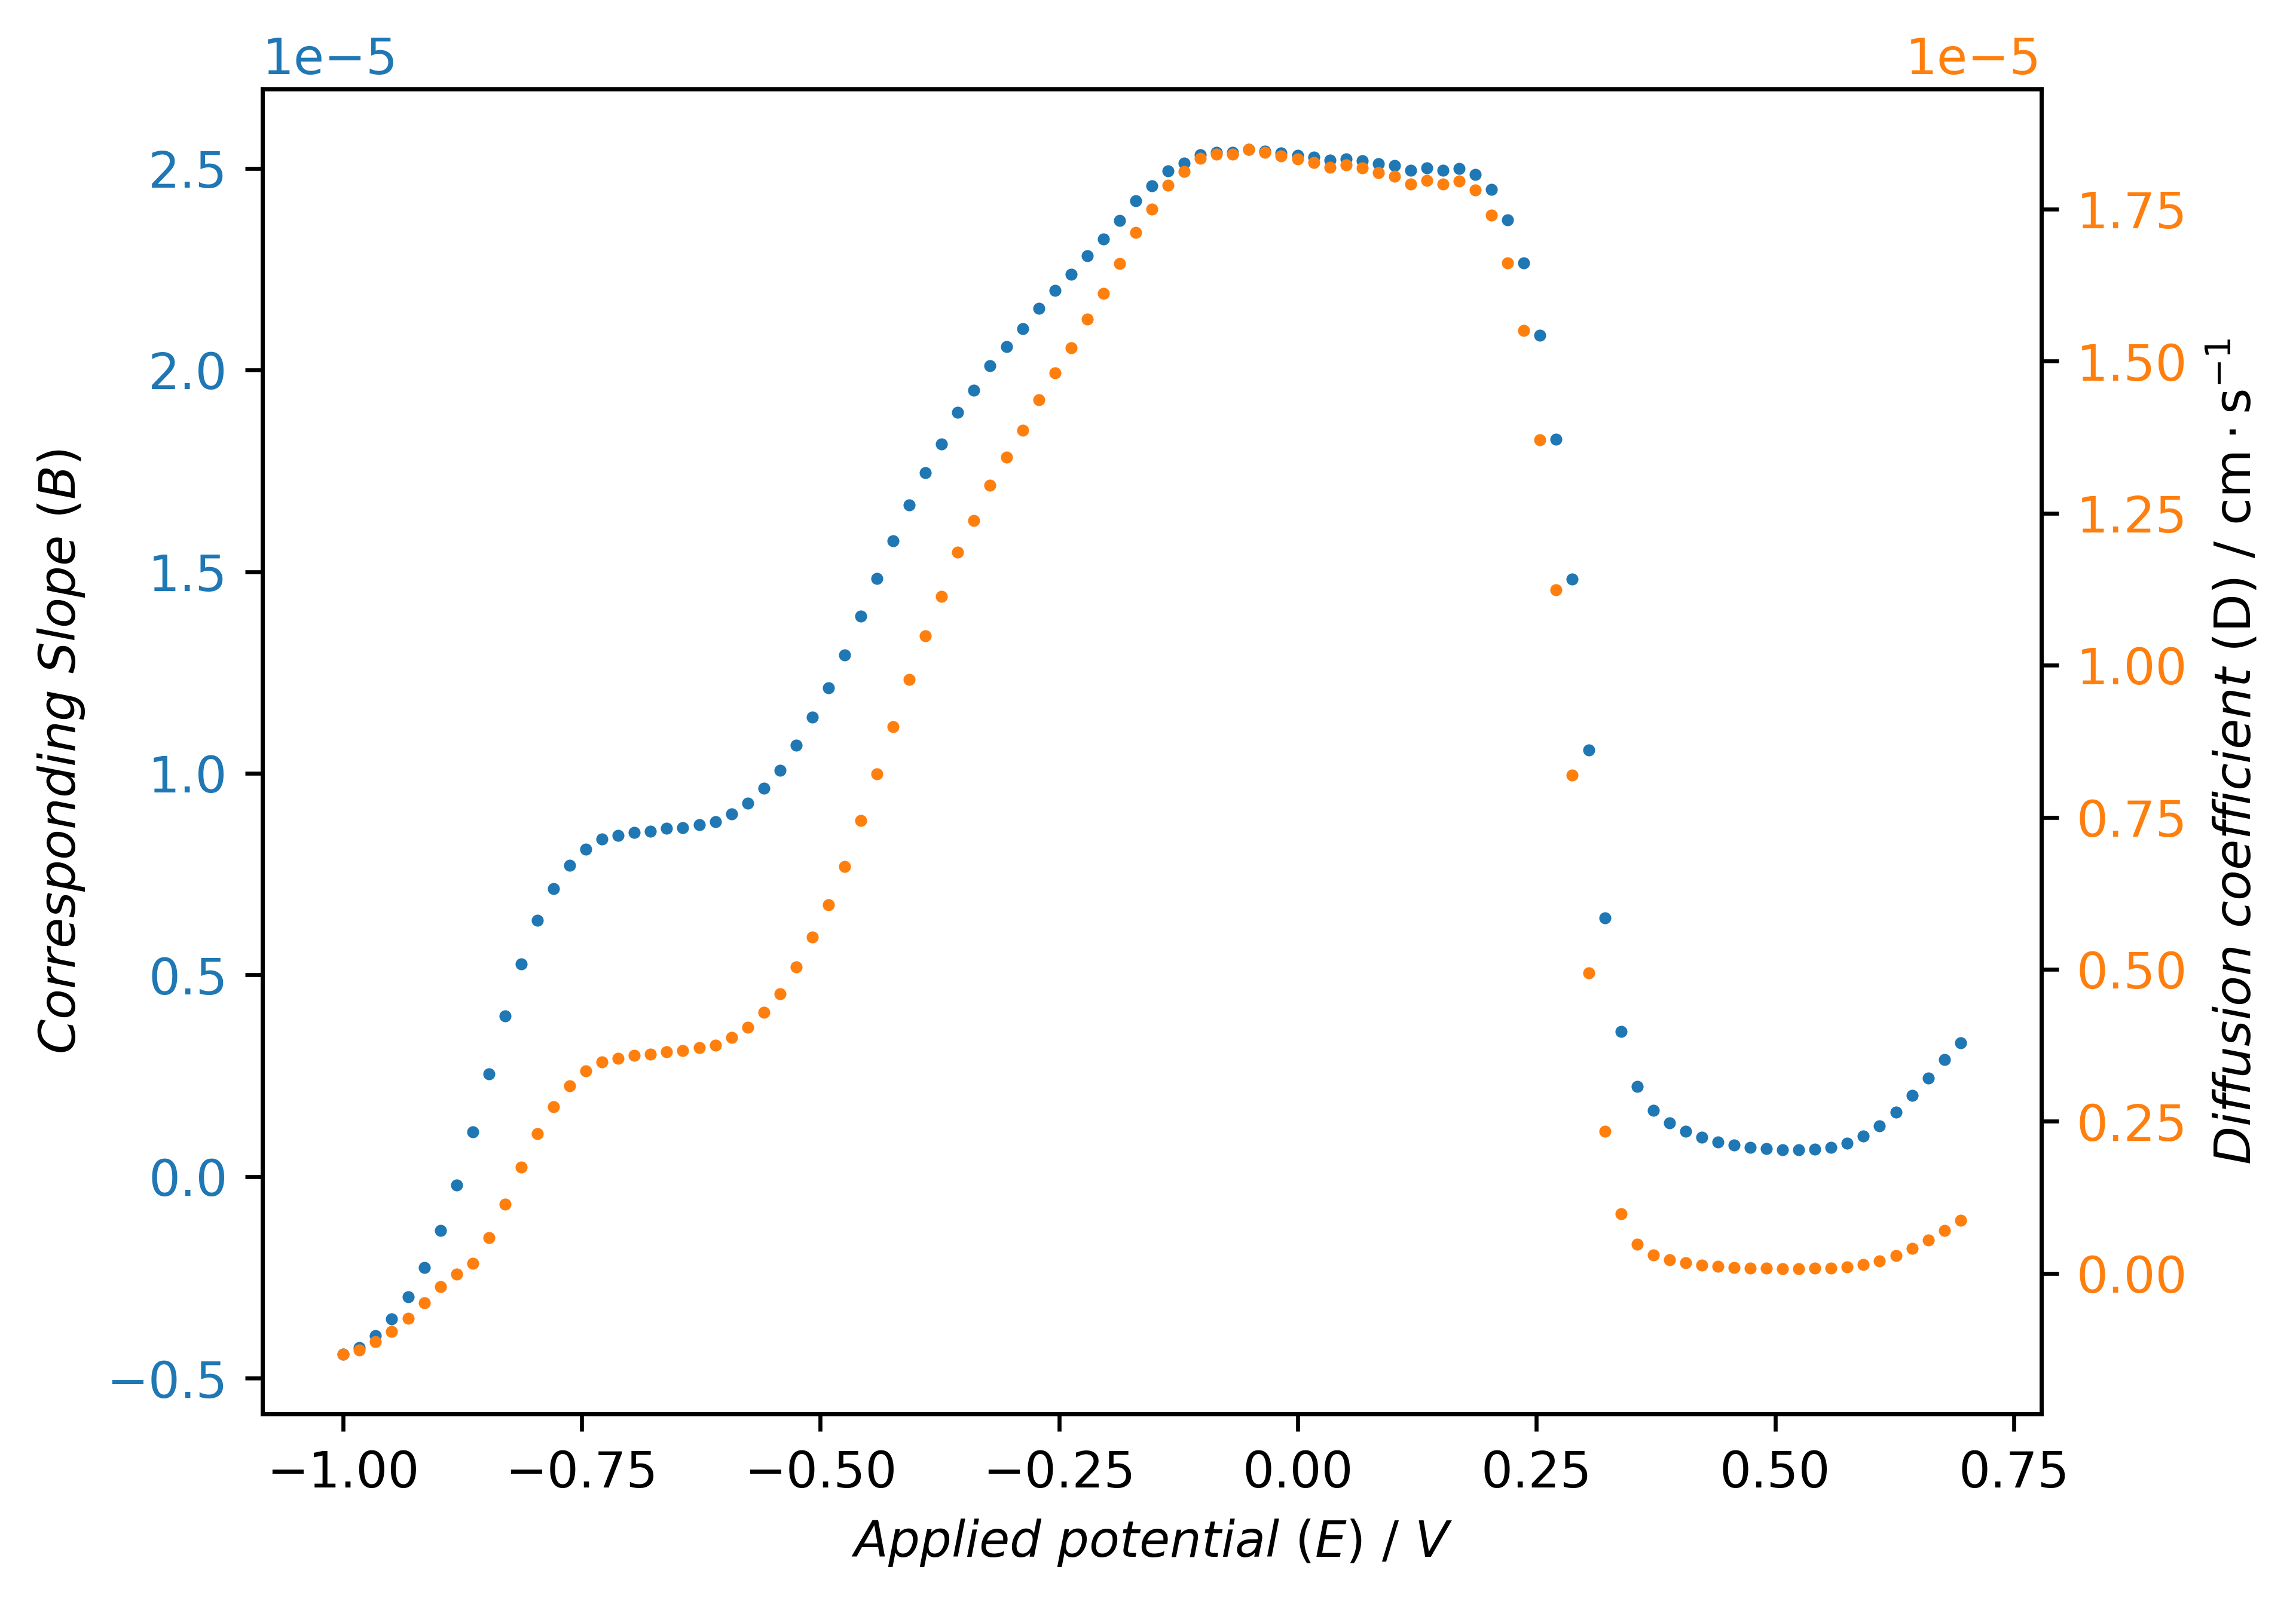 1e−5
1e−5
2.5
2.0
1.5
1.0
0.5
0.0
−0.5
Corresponding Slope (B)
1.75
1.50
1.25
1.00
0.75
0.50
0.25
0.00
Diffusion coefficient (D) / cm · s⁻¹
−1.00 −0.75 −0.50 −0.25 0.00 0.25 0.50 0.75
Applied potential (E) / V